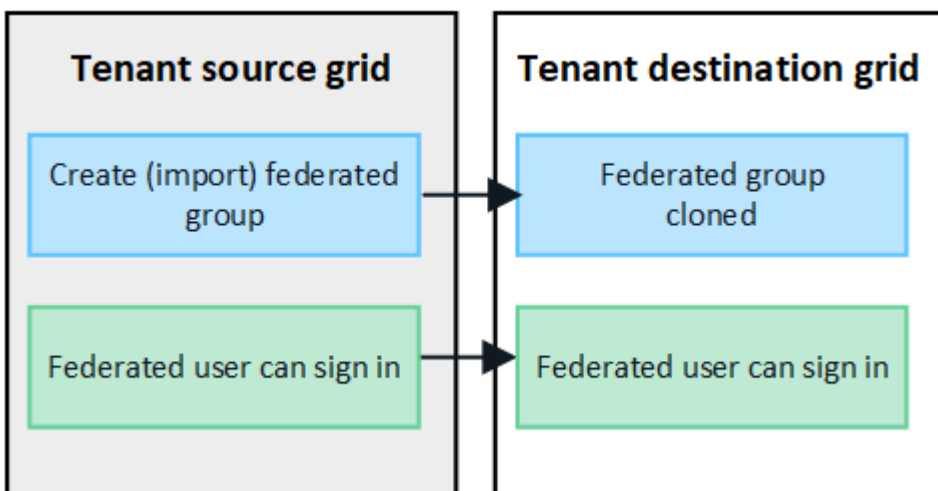 Tenant source grid
Create (import) federated
group
Federated user can sign in
Tenant destination grid
Federated group
cloned
Federated user can sign in